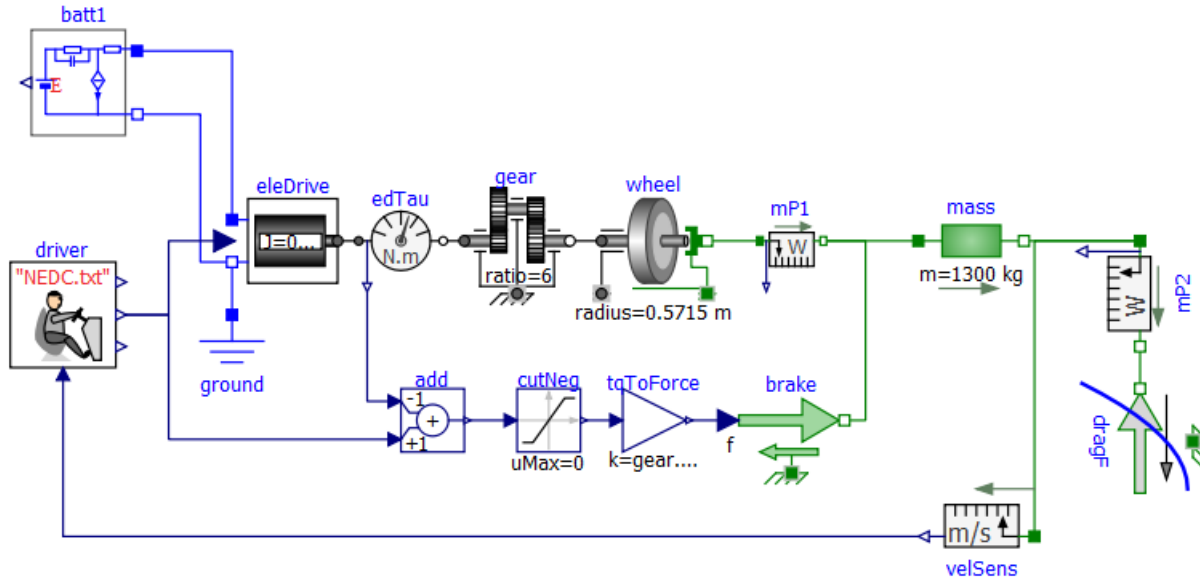 batt1
E
eleDrive
J=0...
edTau
N.m
gear
ratio=6
wheel
radius=0.5715 m
mP1
W
mass
m=1300 kg
mP2
W
driver
"NEDC.txt"
ground
add
-1
+
+1
cutNeg
uMax=0
tqToForce
k=gear....
brake
f
dragF
m/s
velSens